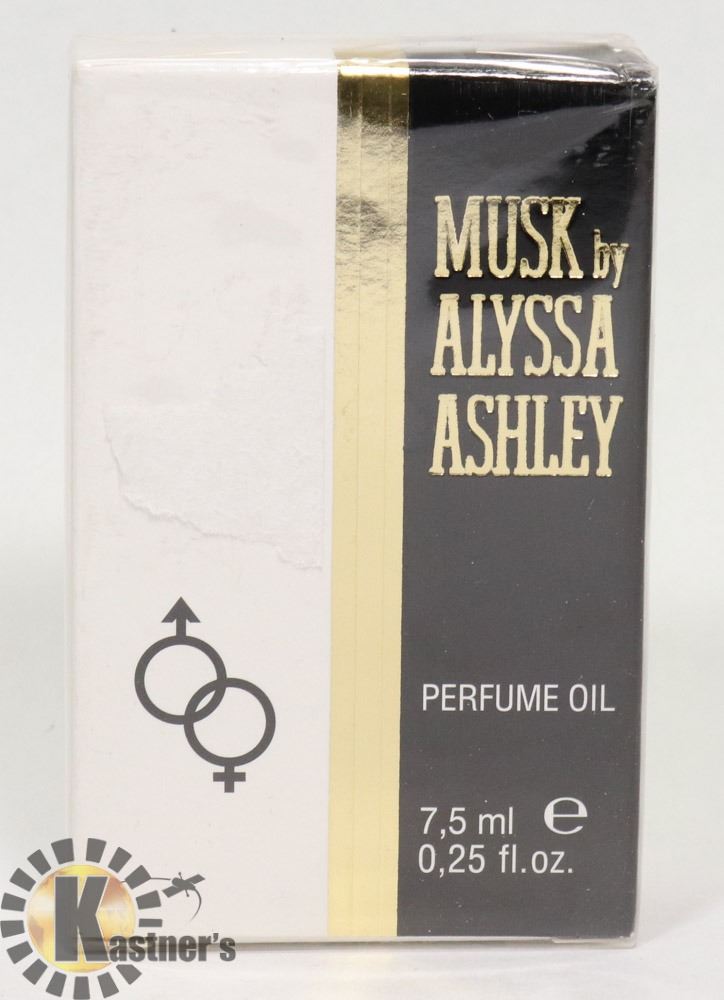 MUSK by
ALYSSA
ASHLEY
PERFUME OIL
7,5 ml ℮
0,25 fl.oz.
Kastner's